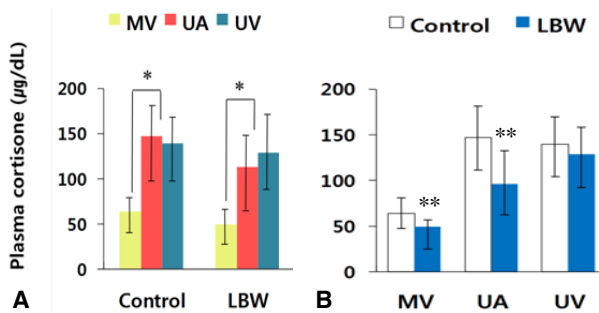 MV UA UV
Plasma cortisone (μg/dL)
200
150
100
50
0
*
*
Control LBW
A
Control LBW
200
150
100
50
0
**
**
MV UA UV
B